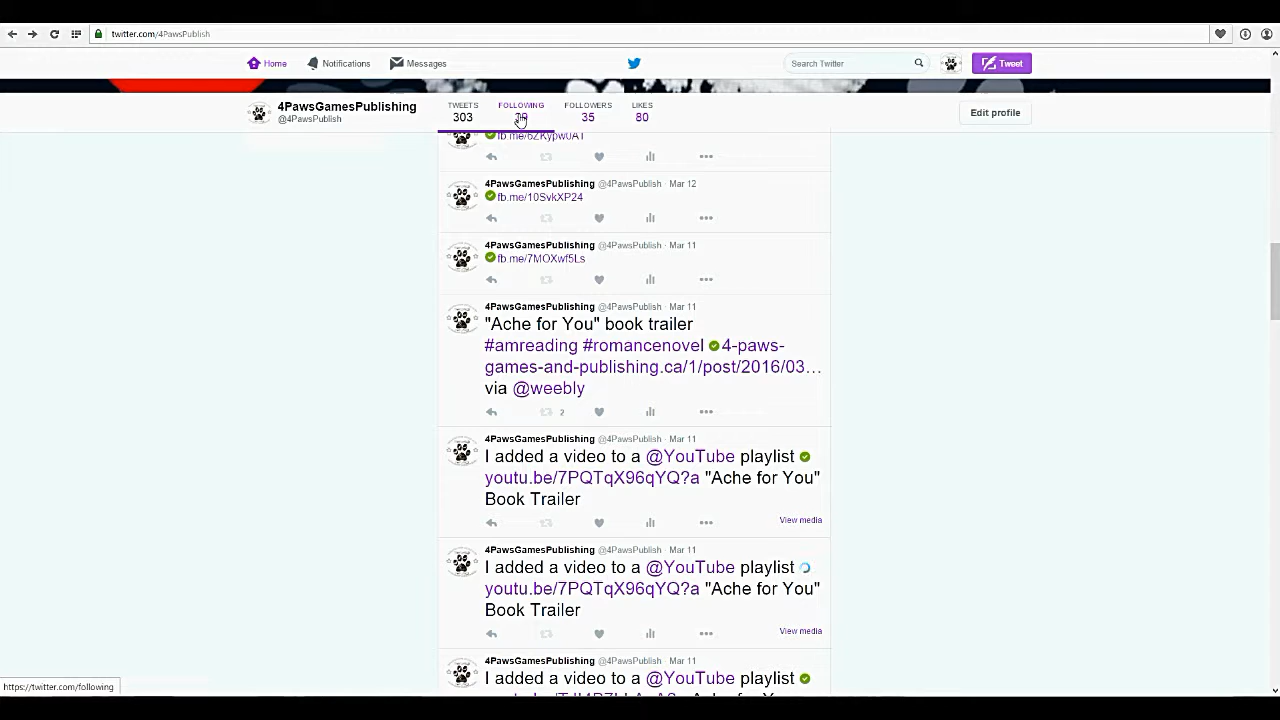 twitter.com/4PawsPublish
Home Notifications Messages Search Twitter Tweet
4PawsGamesPublishing
@4PawsPublish
TWEETS FOLLOWING FOLLOWERS LIKES
303 35 80
Edit profile
fb.me/6ZKypw0AT
4PawsGamesPublishing @4PawsPublish · Mar 12
fb.me/10SvkXP24
4PawsGamesPublishing @4PawsPublish · Mar 11
fb.me/7MOXwf5Ls
4PawsGamesPublishing @4PawsPublish · Mar 11
"Ache for You" book trailer
#amreading #romancenovel 4-paws-
games-and-publishing.ca/1/post/2016/03...
via @weebly
2
4PawsGamesPublishing @4PawsPublish · Mar 11
I added a video to a @YouTube playlist
youtu.be/7PQTqX96qYQ?a "Ache for You"
Book Trailer
View media
4PawsGamesPublishing @4PawsPublish · Mar 11
I added a video to a @YouTube playlist
youtu.be/7PQTqX96qYQ?a "Ache for You"
Book Trailer
View media
4PawsGamesPublishing @4PawsPublish · Mar 11
I added a video to a @YouTube playlist
https://twitter.com/following